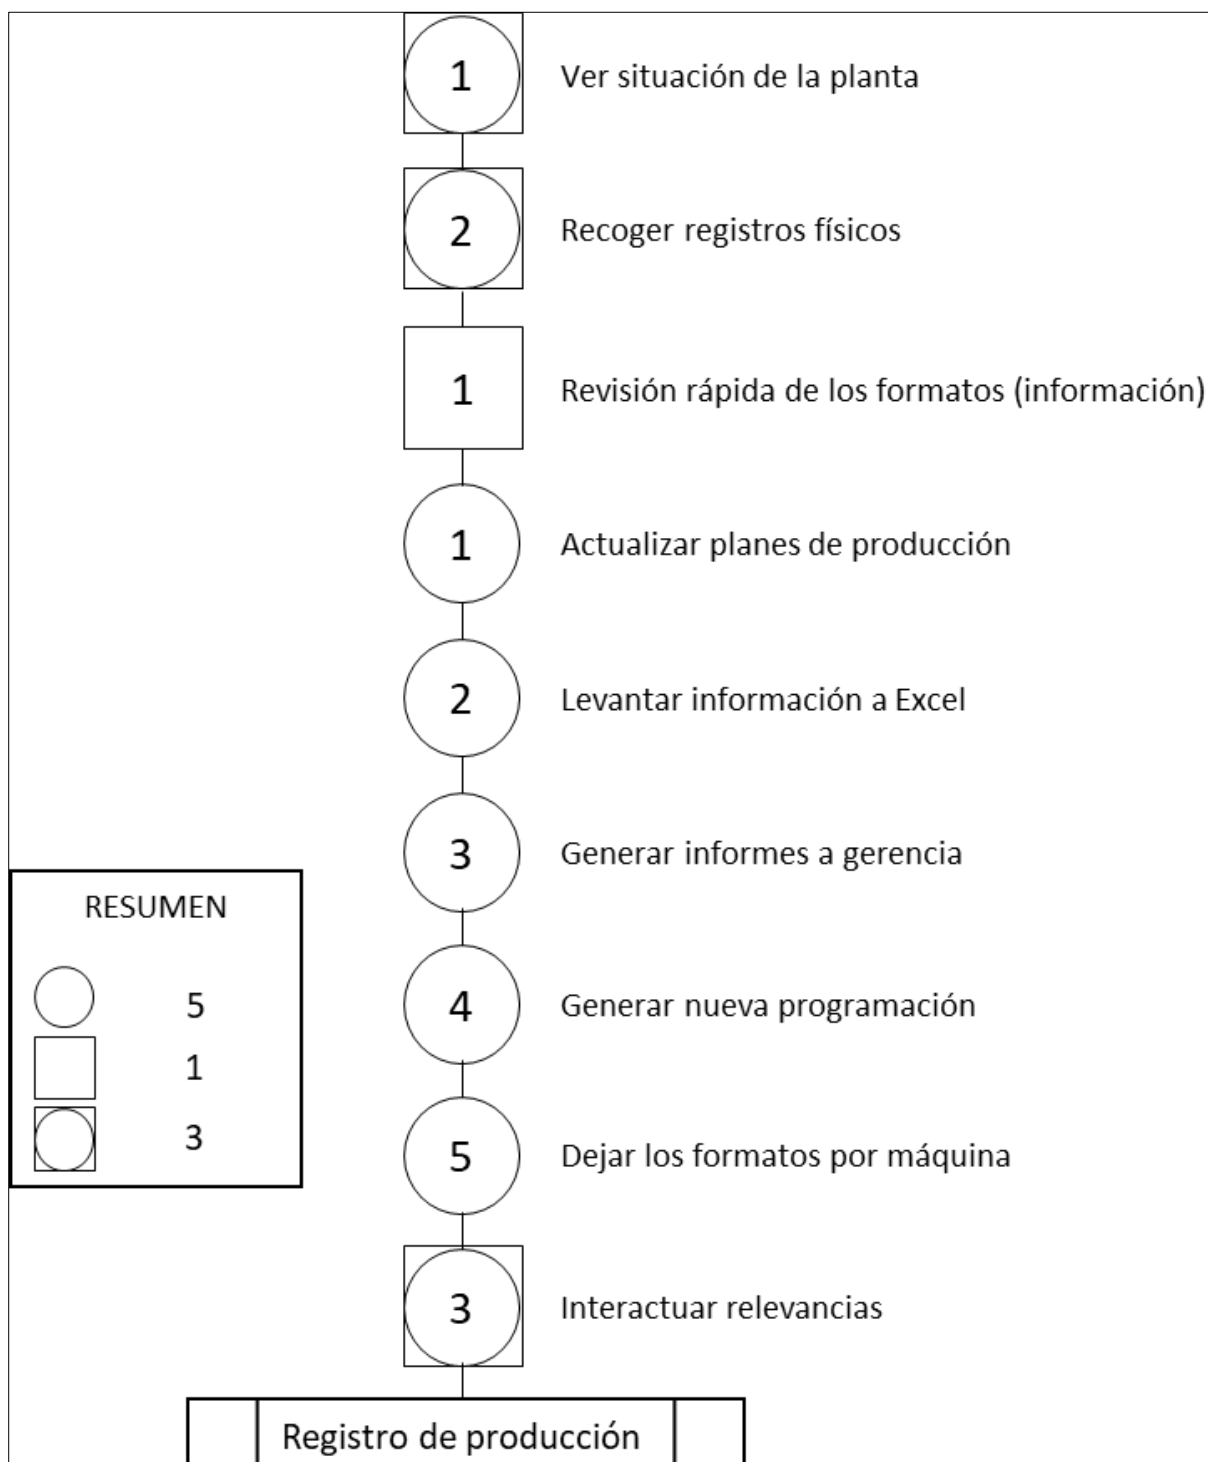 1 Ver situación de la planta
2 Recoger registros físicos
1 Revisión rápida de los formatos (información)
1 Actualizar planes de producción
2 Levantar información a Excel
3 Generar informes a gerencia
4 Generar nueva programación
5 Dejar los formatos por máquina
3 Interactuar relevancias
Registro de producción
RESUMEN
5
1
3